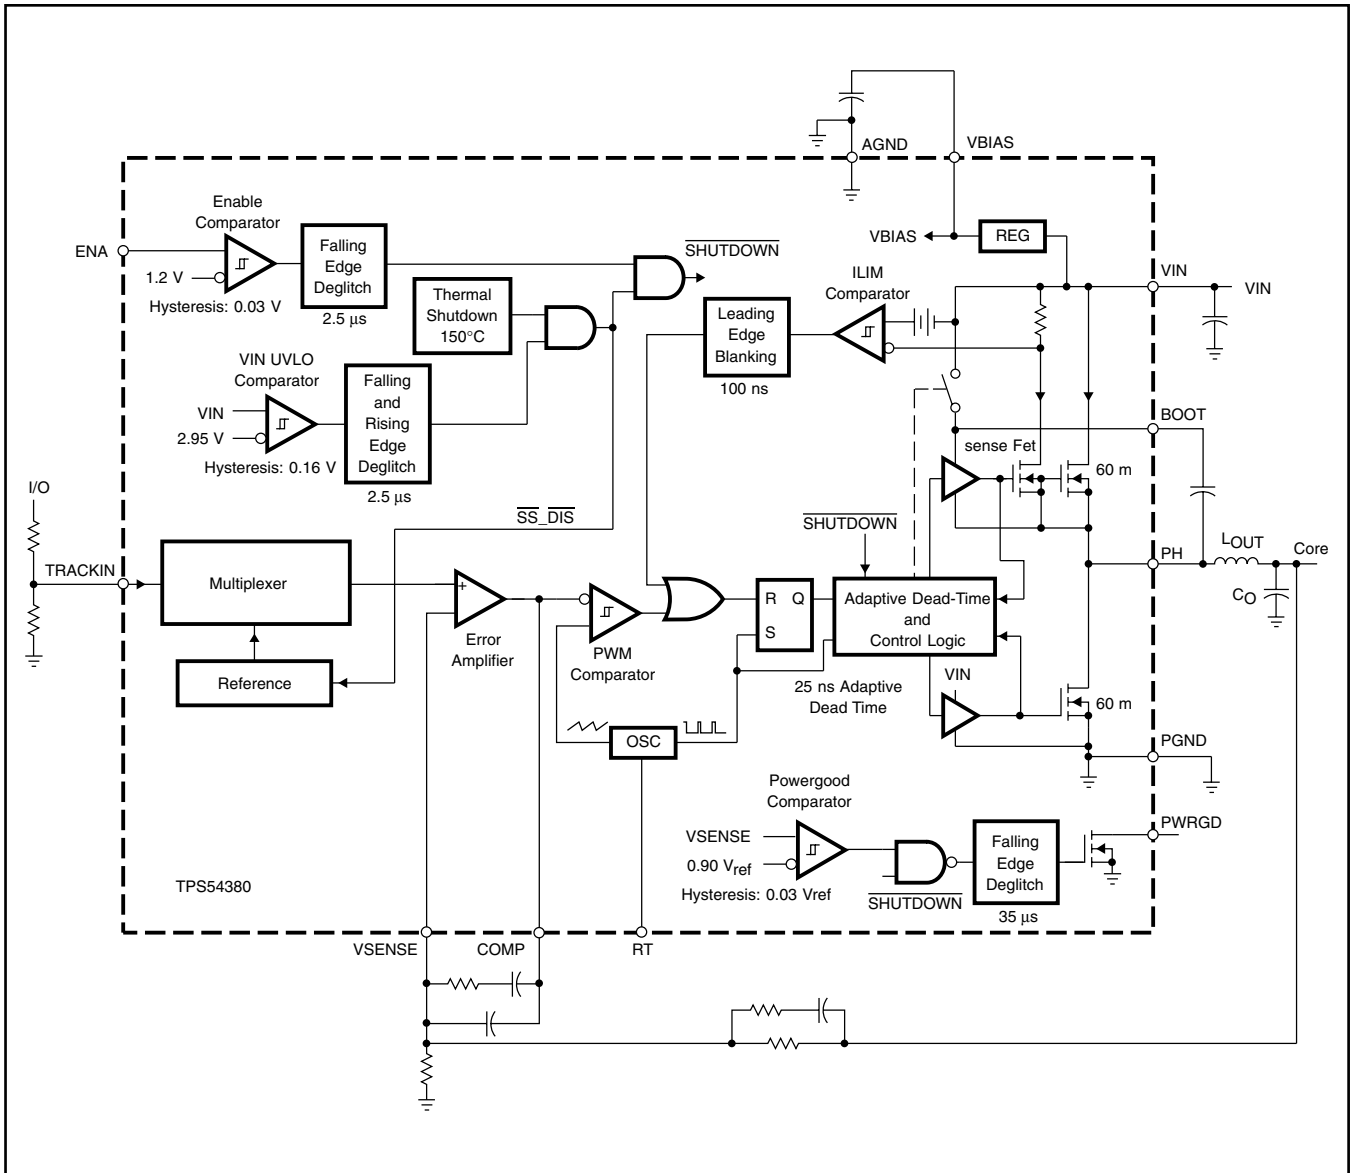 AGND
VBIAS
Enable
Comparator
ENA
1.2 V
Hysteresis: 0.03 V
Falling
Edge
Deglitch
2.5 µs
SHUTDOWN
VBIAS
REG
VIN
VIN
Thermal
Shutdown
150°C
Leading
Edge
Blanking
100 ns
ILIM
Comparator
VIN UVLO
Comparator
VIN
2.95 V
Hysteresis: 0.16 V
Falling
and
Rising
Edge
Deglitch
2.5 µs
BOOT
sense Fet
60 m
I/O
SS_DIS
SHUTDOWN
TRACKIN
Multiplexer
Reference
+
−
Error
Amplifier
PWM
Comparator
R Q
S
Adaptive Dead-Time
and
Control Logic
25 ns Adaptive
Dead Time
PH
LOUT
Core
CO
VIN
60 m
OSC
PGND
Powergood
Comparator
VSENSE
0.90 Vref
Hysteresis: 0.03 Vref
SHUTDOWN
Falling
Edge
Deglitch
35 µs
PWRGD
TPS54380
VSENSE
COMP
RT